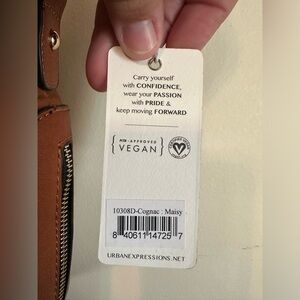 Carry yourself
with CONFIDENCE,
wear your PASSION
with PRIDE &
keep moving FORWARD
PETA - APPROVED
VEGAN
10308D-Cognac : Maisy
8 40611 14725 7
URBANEXPRESSIONS.NET